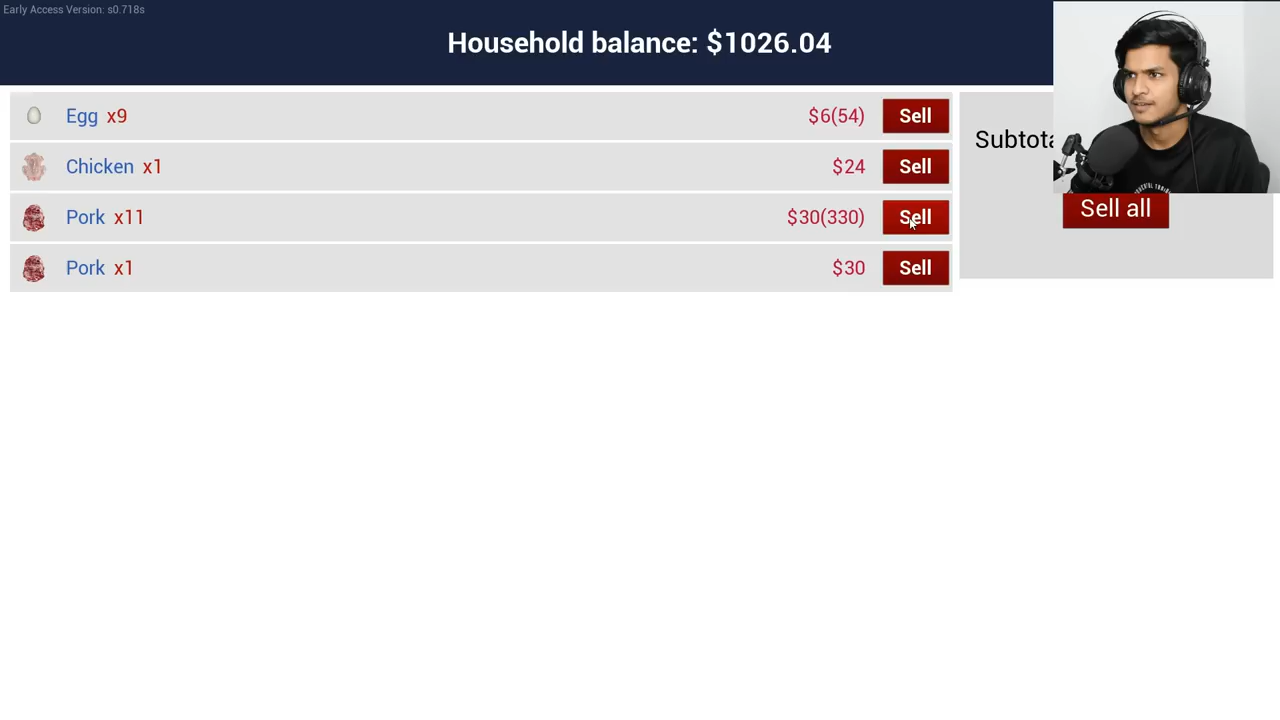 Early Access Version: s0.718s
Household balance: $1026.04
Egg x9 $6(54) Sell
Chicken x1 $24 Sell
Pork x11 $30(330) Sell
Pork x1 $30 Sell
Subtota
Sell all